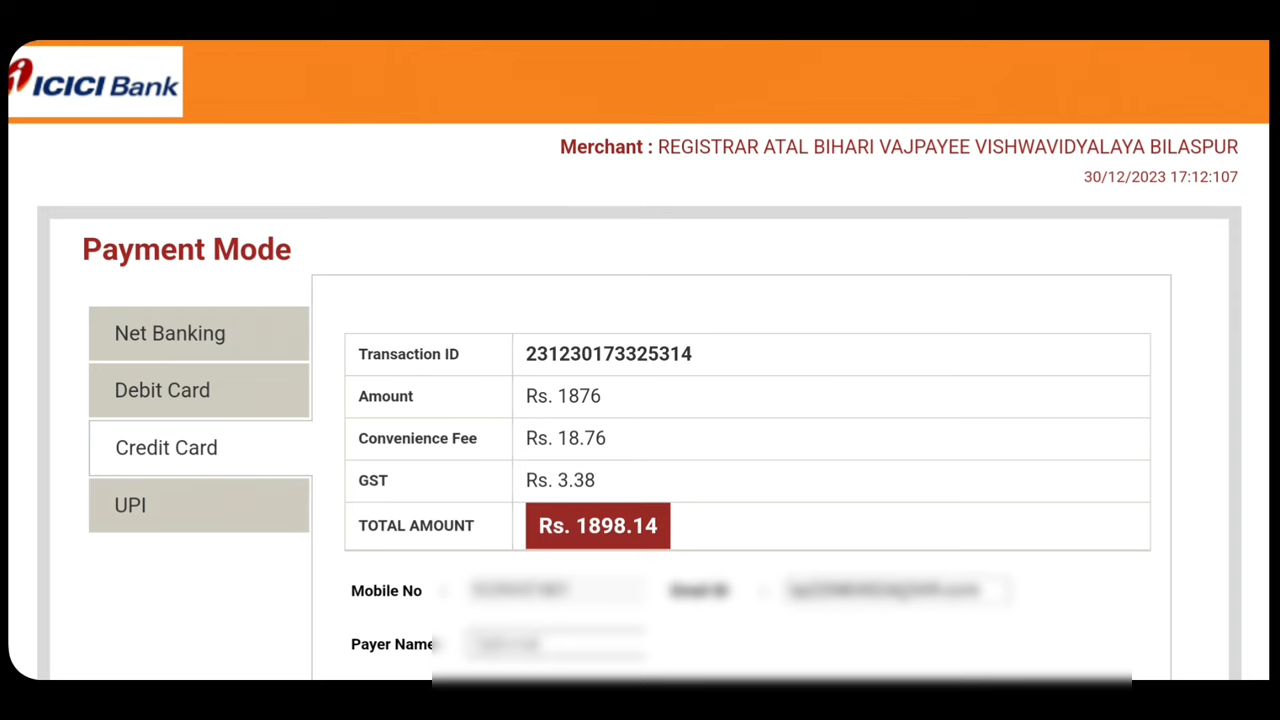 ICICI Bank
Merchant : REGISTRAR ATAL BIHARI VAJPAYEE VISHWAVIDYALAYA BILASPUR
30/12/2023 17:12:107
Payment Mode
Net Banking
Debit Card
Credit Card
UPI
Transaction ID 231230173325314
Amount Rs. 1876
Convenience Fee Rs. 18.76
GST Rs. 3.38
TOTAL AMOUNT Rs. 1898.14
Mobile No
Payer Name